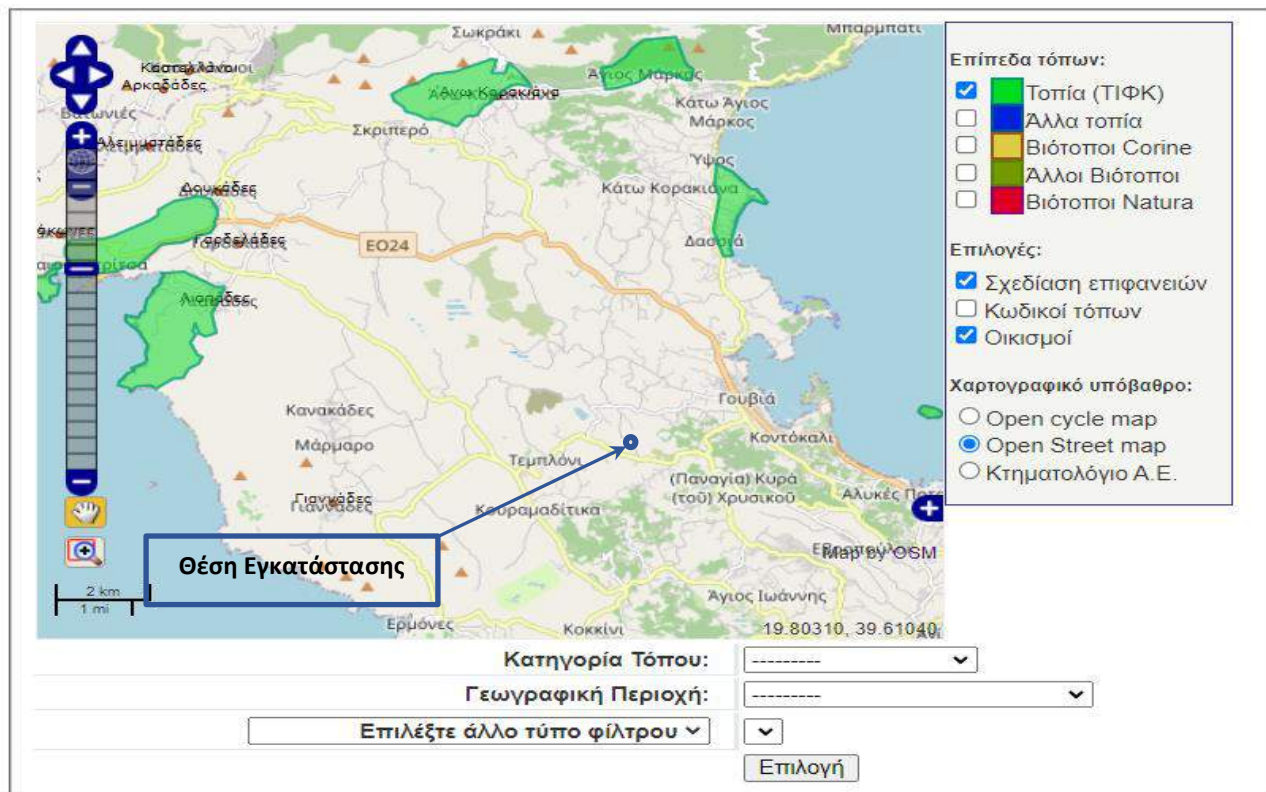 Σωκράκι
Μπαρμπάτι
Άγιος Μάρκος
Άνω Κορακιάνα
Αρκαδάδες
Κάτω Άγιος
Μάρκος
Σκριπερό
Ύψος
Κάτω Κορακιάνα
Δουκάδες
Δασσιά
Γαρδελάδες
ΕΟ24
Λιαπάδες
Γουβιά
Κανακάδες
Μάρμαρο
Κοντόκαλι
Τεμπλόνι
(Παναγία) Κυρά
(τοῦ) Χρυσικοῦ
Αλυκές
Γιαννάδες
Κουραμαδίτικα
Θέση Εγκατάστασης
Map by OSM
2 km
1 mi
Άγιος Ιωάννης
Ερμόνες
Κοκκίνι
19.80310, 39.61040
Επίπεδα τόπων:
Τοπία (ΤΙΦΚ)
Άλλα τοπία
Βιότοποι Corine
Άλλοι Βιότοποι
Βιότοποι Natura
Επιλογές:
Σχεδίαση επιφανειών
Κωδικοί τόπων
Οικισμοί
Χαρτογραφικό υπόβαθρο:
Open cycle map
Open Street map
Κτηματολόγιο Α.Ε.
Κατηγορία Τόπου: ---------
Γεωγραφική Περιοχή: ---------
Επιλέξτε άλλο τύπο φίλτρου
Επιλογή